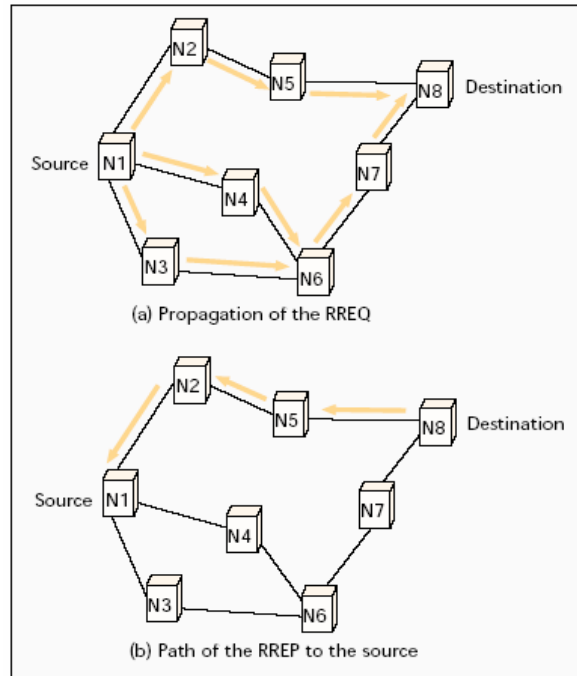 N2
N5
N8
Destination
Source
N1
N7
N4
N3
N6
(a) Propagation of the RREQ
N2
N5
N8
Destination
Source
N1
N7
N4
N3
N6
(b) Path of the RREP to the source